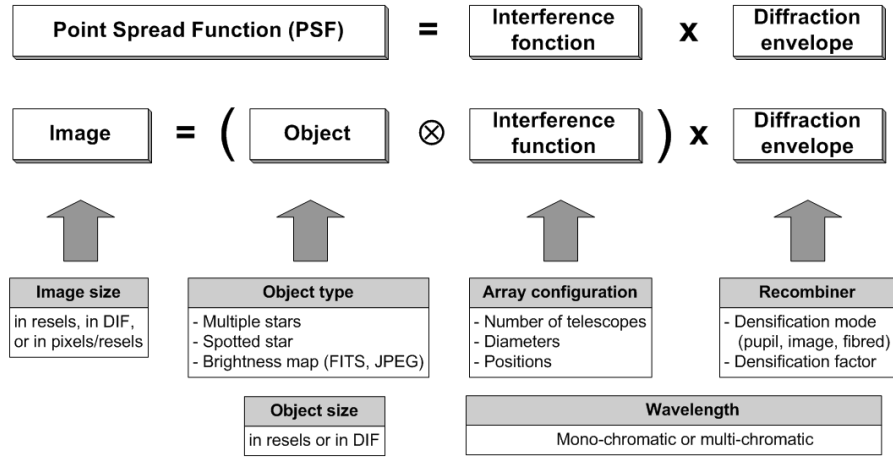 Point Spread Function (PSF) = Interference fonction x Diffraction envelope
Image = ( Object ⊗ Interference function ) x Diffraction envelope
Image size
in resels, in DIF,
or in pixels/resels
Object type
- Multiple stars
- Spotted star
- Brightness map (FITS, JPEG)
Object size
in resels or in DIF
Array configuration
- Number of telescopes
- Diameters
- Positions
Recombiner
- Densification mode
(pupil, image, fibred)
- Densification factor
Wavelength
Mono-chromatic or multi-chromatic